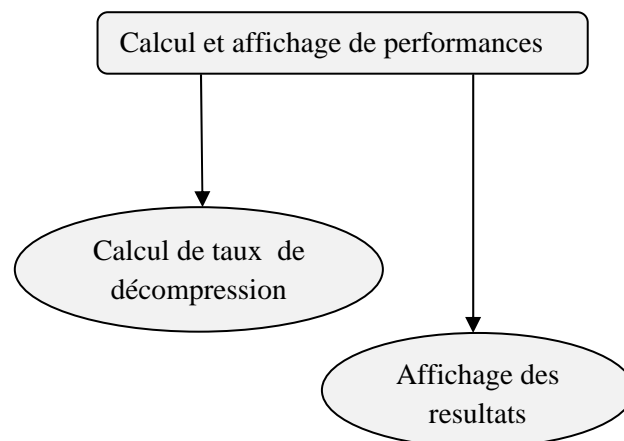 Calcul et affichage de performances
Calcul de taux de
décompression
Affichage des
resultats